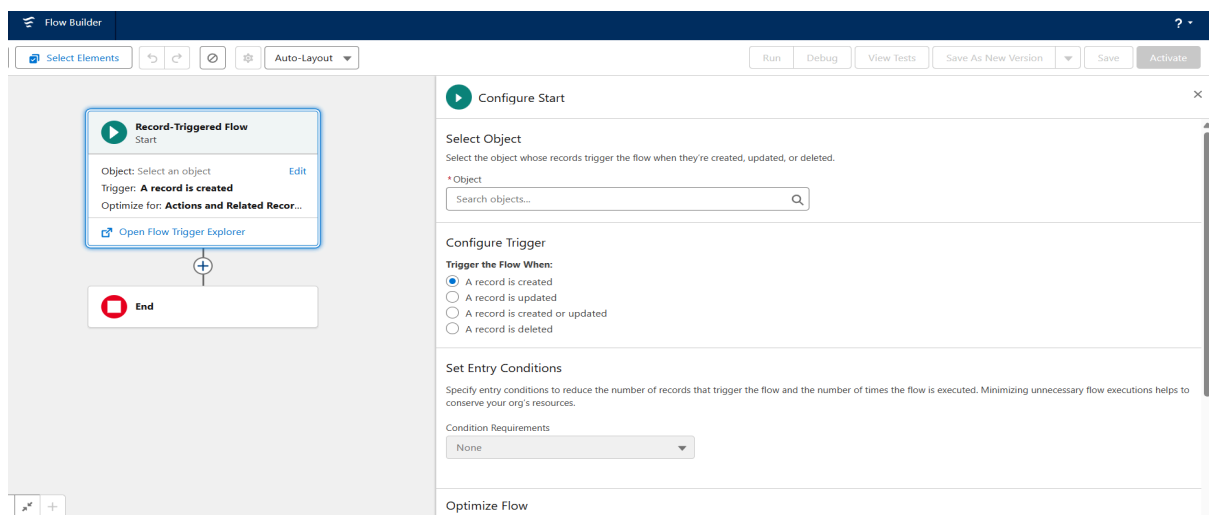 Flow Builder
?
Select Elements
Auto-Layout
Run
Debug
View Tests
Save As New Version
Save
Activate
Record-Triggered Flow
Start
Object: Select an object Edit
Trigger: A record is created
Optimize for: Actions and Related Recor...
Open Flow Trigger Explorer
End
Configure Start
Select Object
Select the object whose records trigger the flow when they're created, updated, or deleted.
*Object
Search objects...
Configure Trigger
Trigger the Flow When:
A record is created
A record is updated
A record is created or updated
A record is deleted
Set Entry Conditions
Specify entry conditions to reduce the number of records that trigger the flow and the number of times the flow is executed. Minimizing unnecessary flow executions helps to
conserve your org's resources.
Condition Requirements
None
Optimize Flow